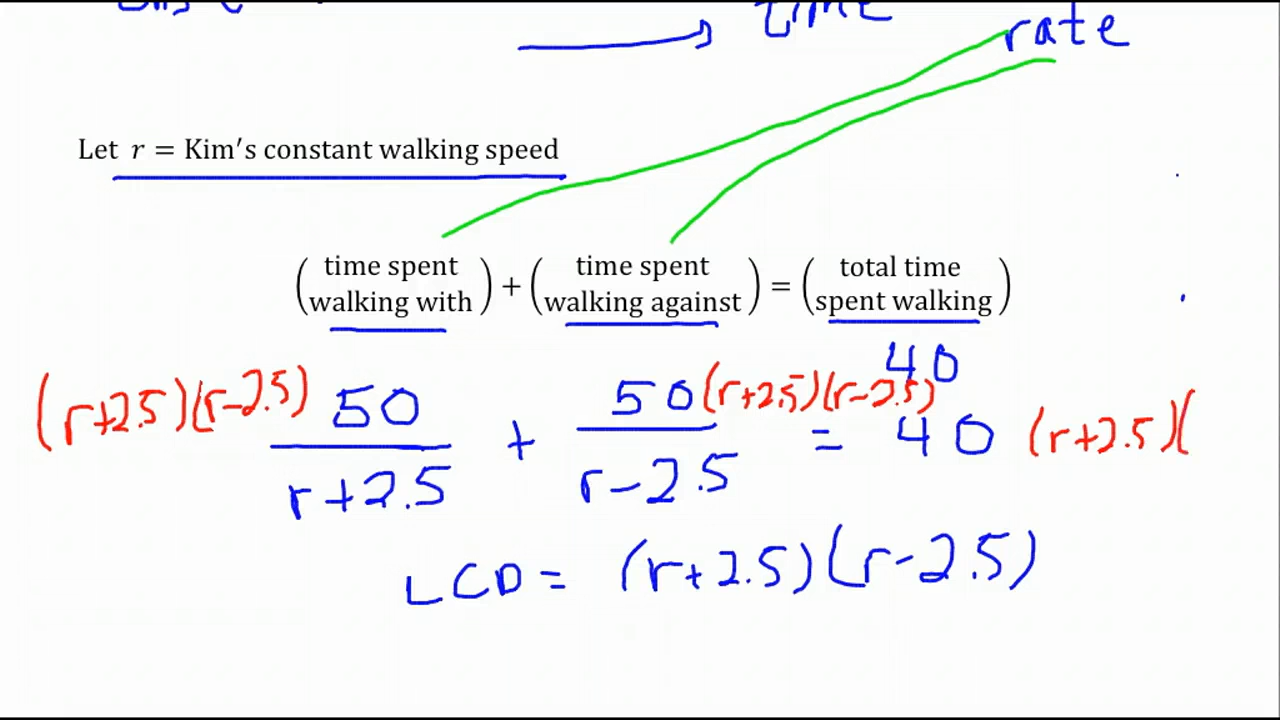 time
rate
Let r = Kim's constant walking speed
(time spent walking with) + (time spent walking against) = (total time spent walking)
40
(r+2.5)(r-2.5) 50/(r+2.5) + 50/(r-2.5) (r+2.5)(r-2.5) = 40 (r+2.5)(
LCD = (r+2.5)(r-2.5)